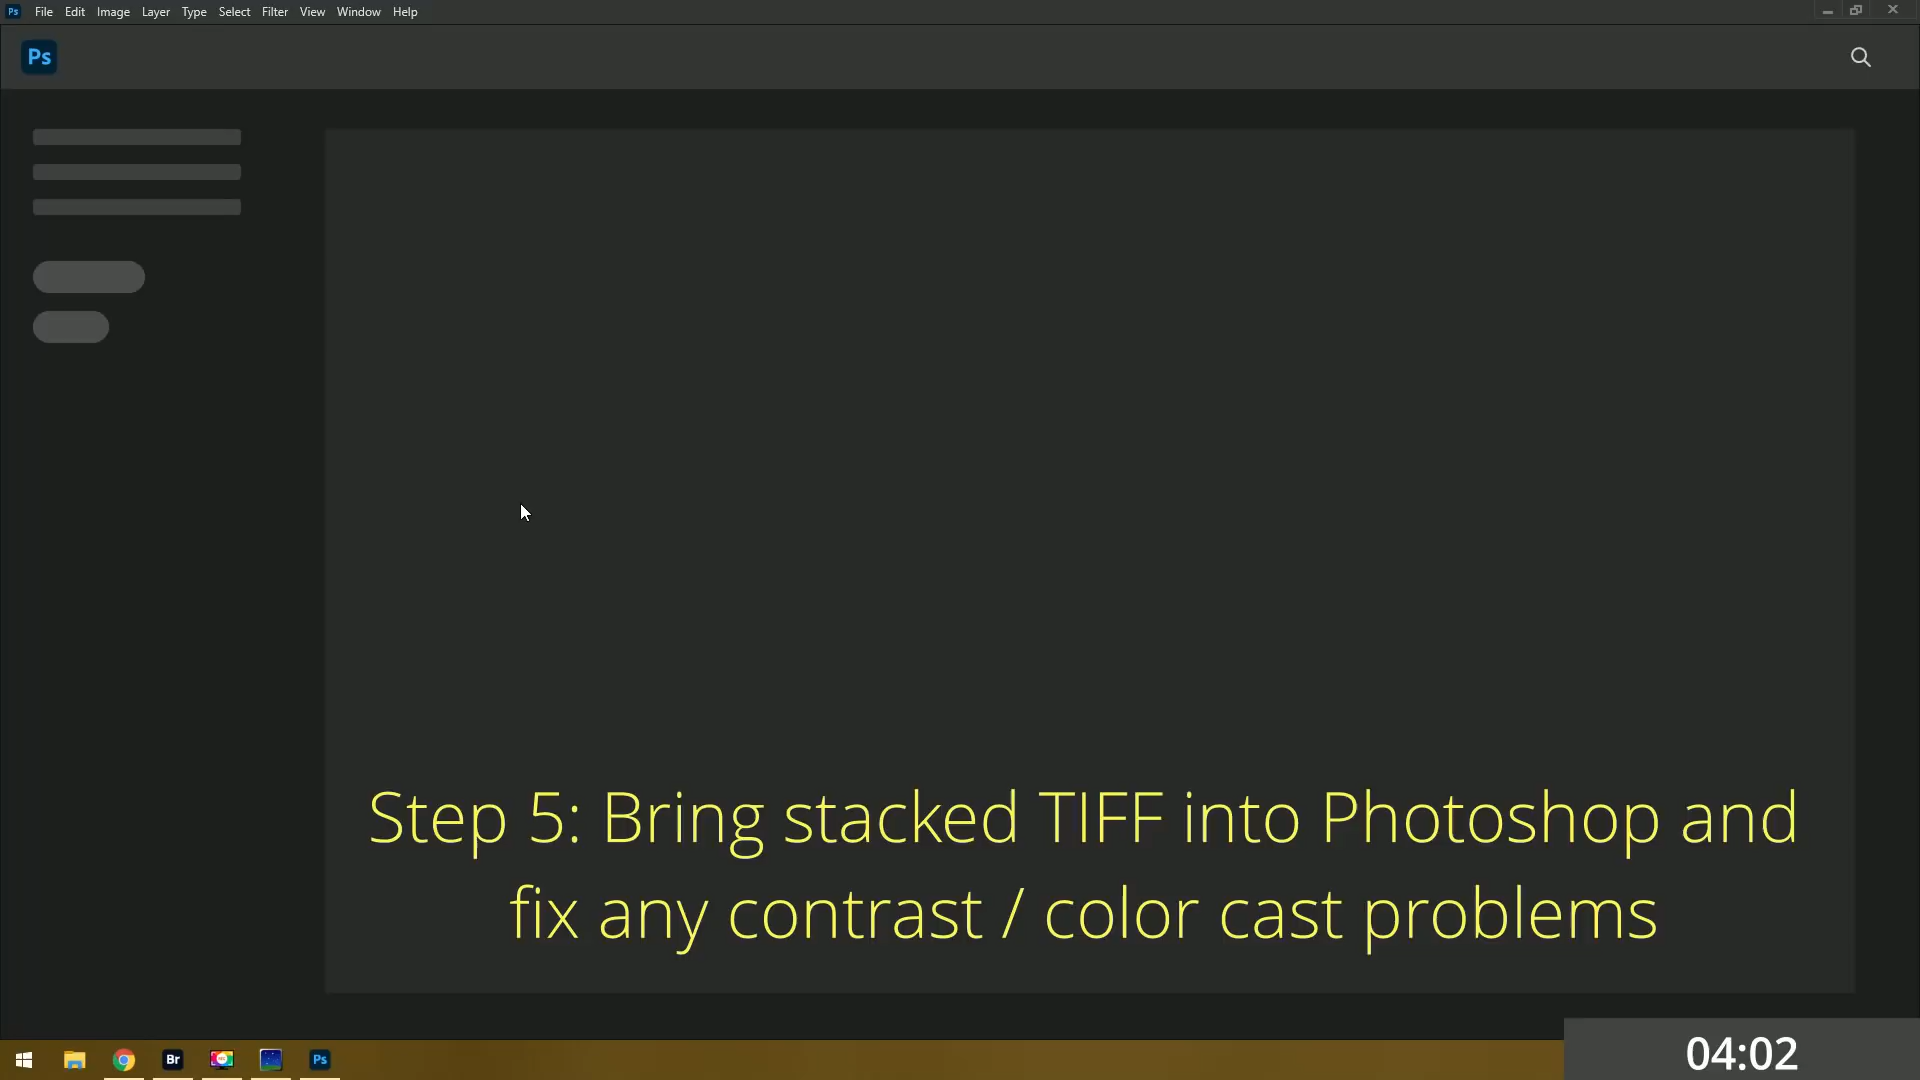 Ps File Edit Image Layer Type Select Filter View Window Help
Ps
Step 5: Bring stacked TIFF into Photoshop and
fix any contrast / color cast problems
Br Ps
04:02